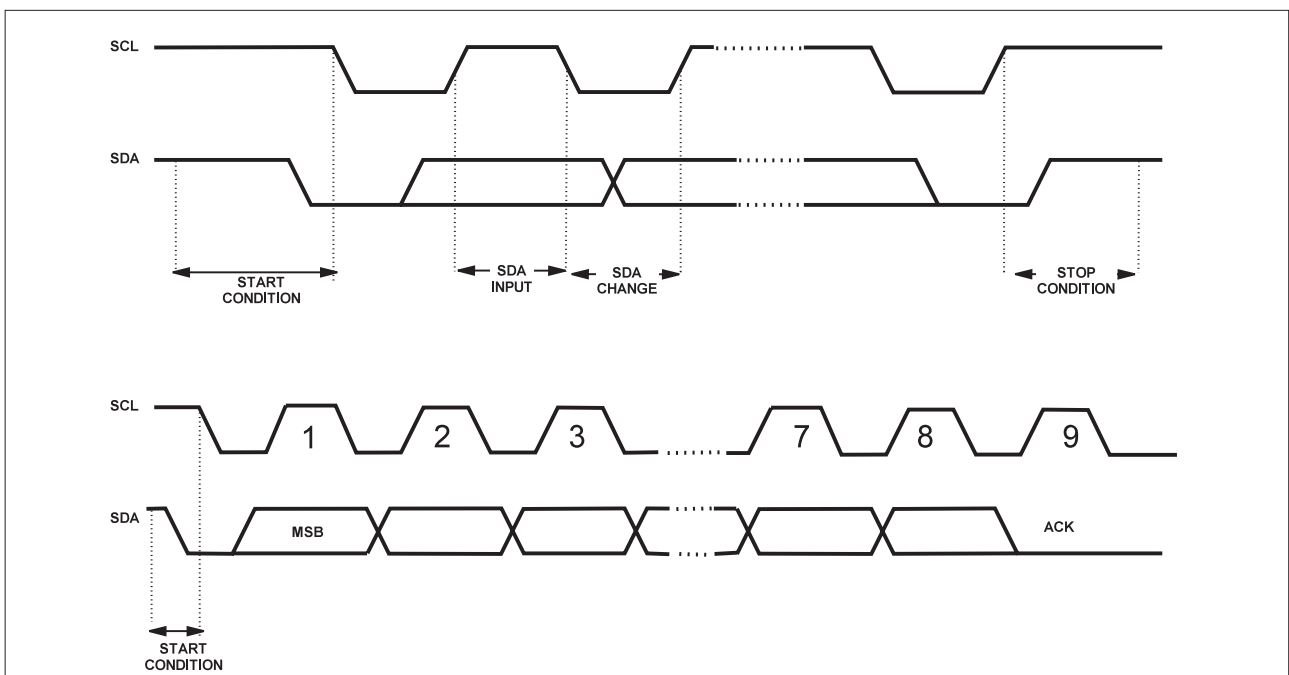 SCL
SDA
START
CONDITION
SDA
INPUT
SDA
CHANGE
STOP
CONDITION
SCL
1 2 3 7 8 9
SDA
MSB
ACK
START
CONDITION